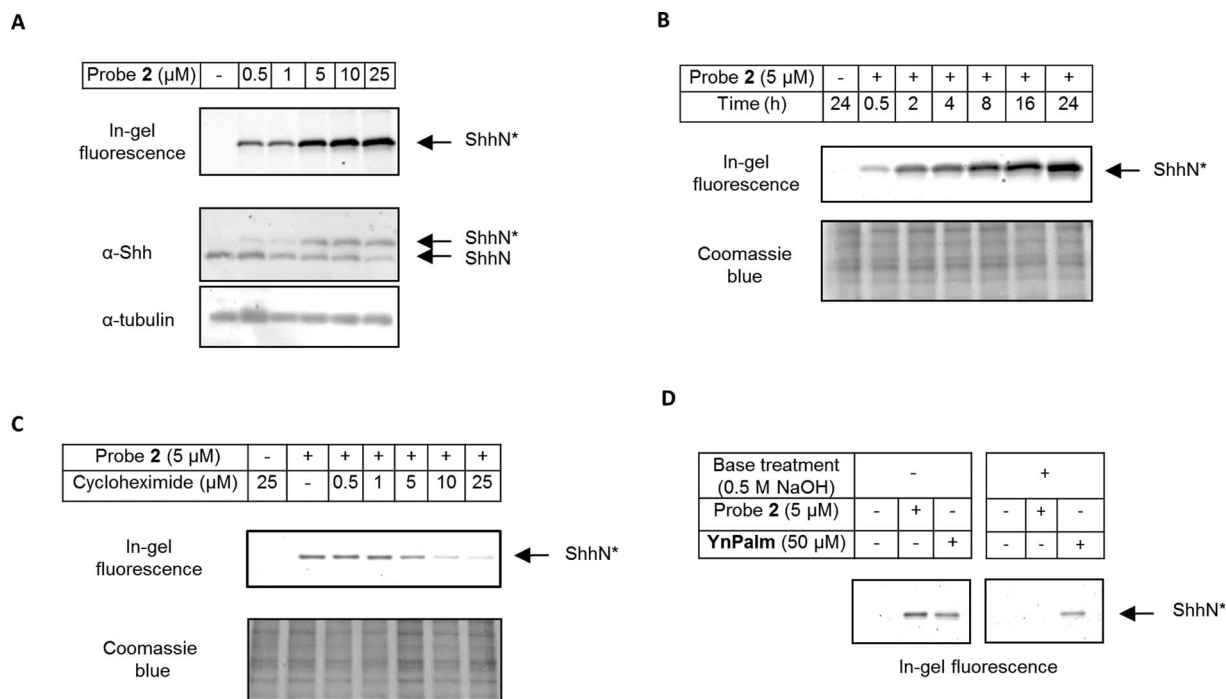 A
Probe 2 (µM) - 0.5 1 5 10 25
In-gel
fluorescence
ShhN*
α-Shh
ShhN*
ShhN
α-tubulin
B
Probe 2 (5 µM) - + + + + + +
Time (h) 24 0.5 2 4 8 16 24
In-gel
fluorescence
ShhN*
Coomassie
blue
C
Probe 2 (5 µM) - + + + + + +
Cycloheximide (µM) 25 - 0.5 1 5 10 25
In-gel
fluorescence
ShhN*
Coomassie
blue
D
Base treatment
(0.5 M NaOH) - +
Probe 2 (5 µM) - + - - + -
YnPalm (50 µM) - - + - - +
ShhN*
In-gel fluorescence